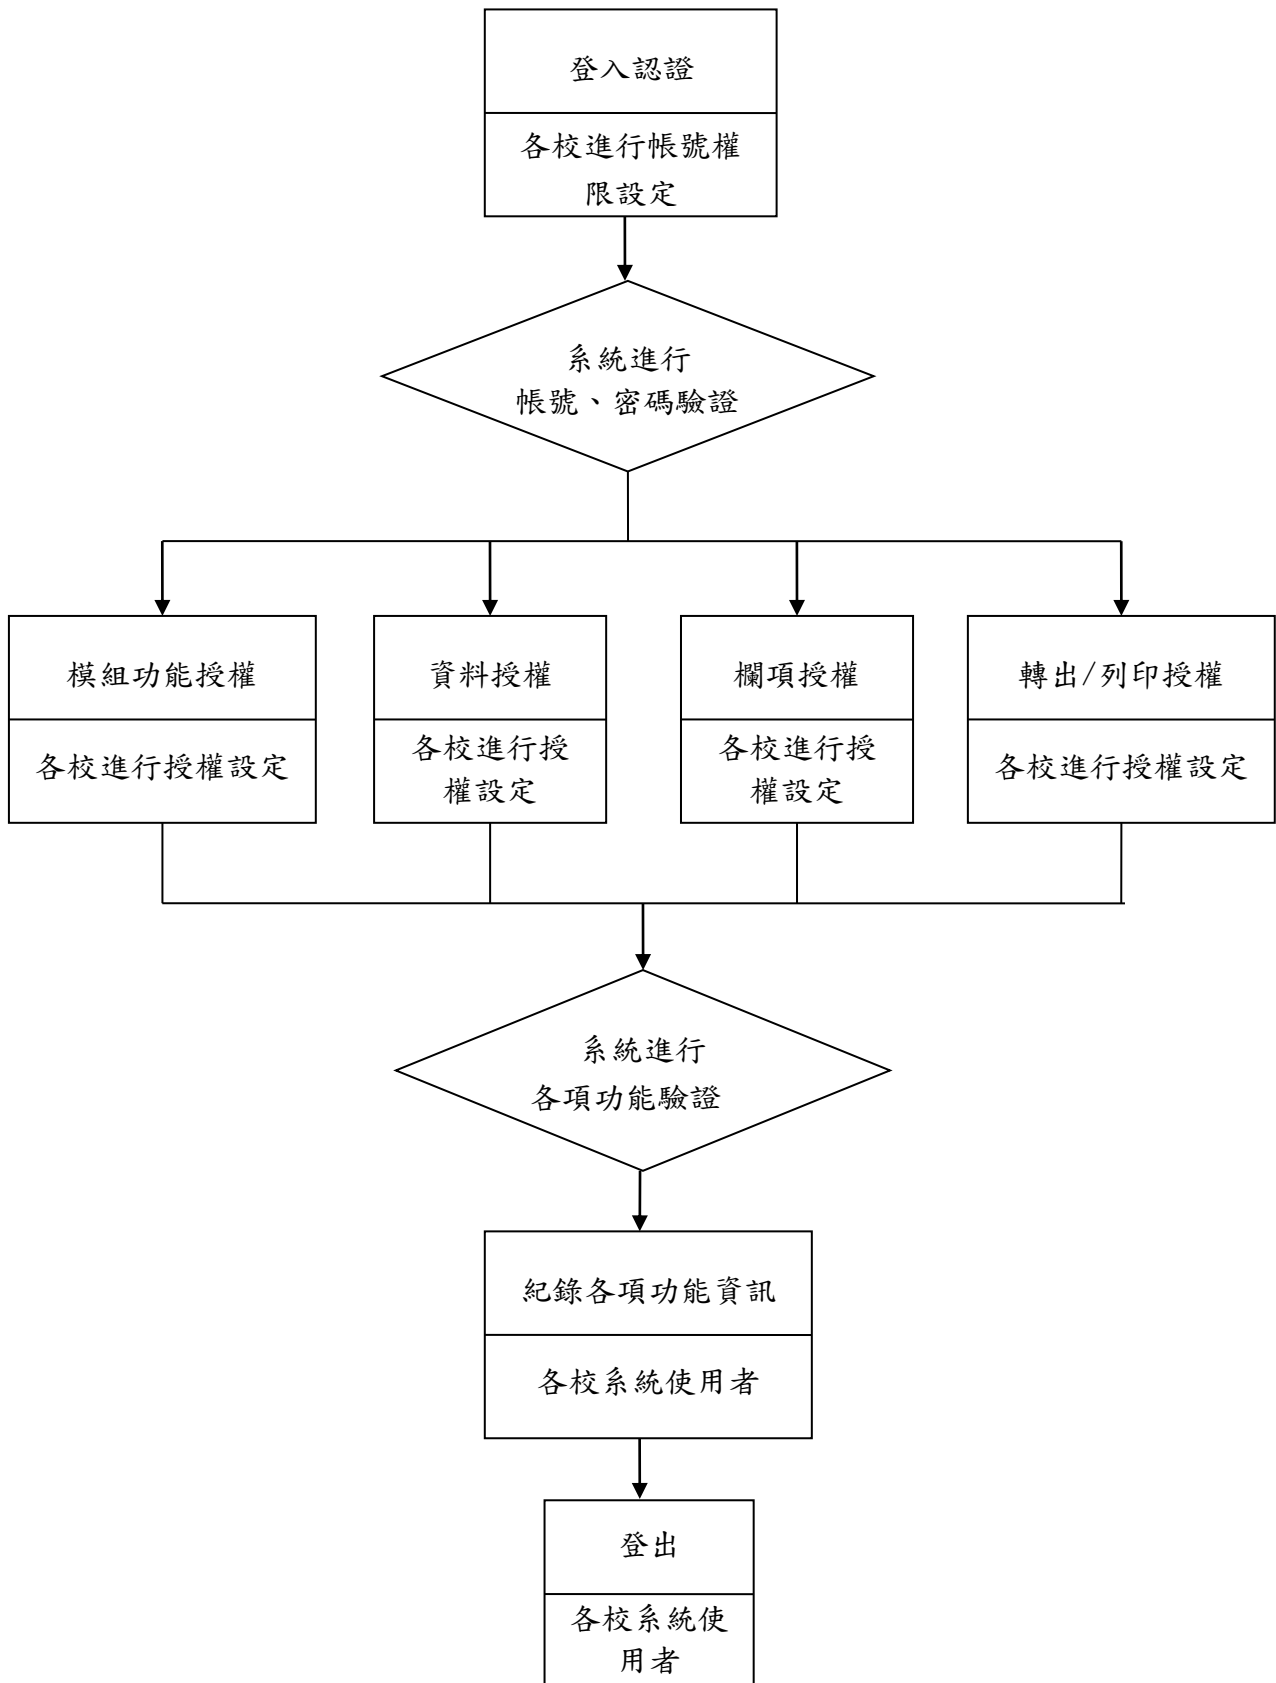 登入認證
各校進行帳號權
限設定
系統進行
帳號、密碼驗證
模組功能授權
各校進行授權設定
資料授權
各校進行授
權設定
欄項授權
各校進行授
權設定
轉出/列印授權
各校進行授權設定
系統進行
各項功能驗證
紀錄各項功能資訊
各校系統使用者
登出
各校系統使
用者